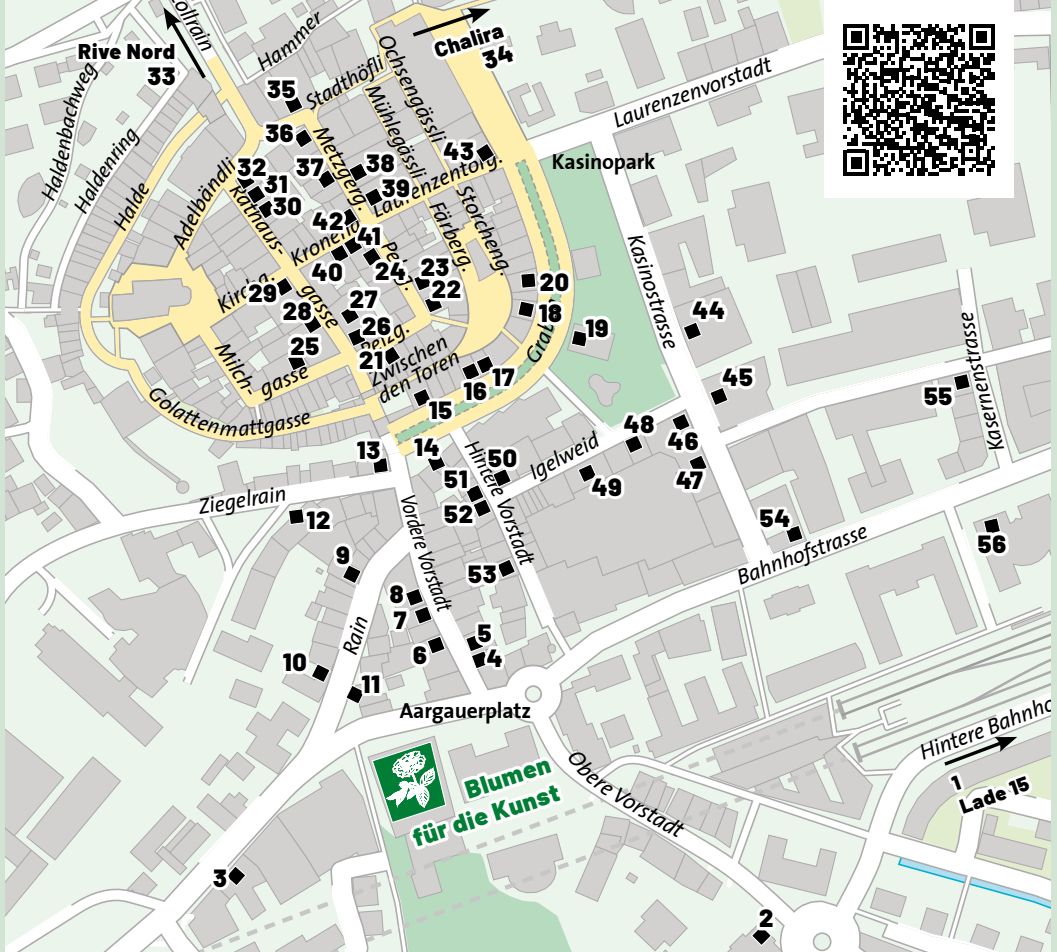 Zollrain
Hammer
Rive Nord
33
Chalira
34
Haldenbachweg
Haldenring
Halde
Adelbändli
35
Stadthöfli
Ochsengässli
Mühlegässli
Laurenzenvorstadt
36
Metzgerg.
43
Kasinopark
37
38
39
Laurenzentorg.
32
31
30
Rathaus-
gasse
42
41
Kroneng.
40
Färberg.
Storcheng.
Kasinostrasse
Kirchg.
29
24
23
22
Pelzg.
20
18
19
Graben
28
27
26
Pelzg.
44
25
21
Zwischen
den Toren
17
16
15
Milch-
gasse
Golattenmattgasse
45
55
Kasernenstrasse
13
14
50
Igelweid
48
46
47
49
51
52
Hintere Vorstadt
Ziegelrain
12
Vordere Vorstadt
54
56
Bahnhofstrasse
9
53
8
7
Rain
5
6
4
10
11
Aargauerplatz
Blumen
für die Kunst
Obere Vorstadt
Hintere Bahnho
1
Lade 15
3
2